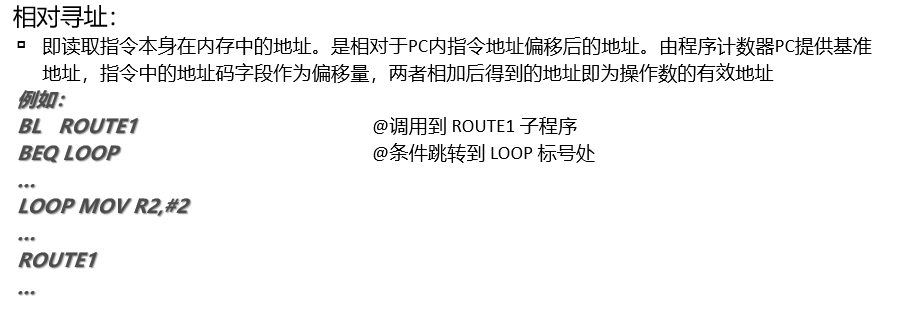 相对寻址：
即读取指令本身在内存中的地址。是相对于PC内指令地址偏移后的地址。由程序计数器PC提供基准
地址，指令中的地址码字段作为偏移量，两者相加后得到的地址即为操作数的有效地址
例如：
BL ROUTE1 @调用到 ROUTE1 子程序
BEQ LOOP @条件跳转到 LOOP 标号处
...
LOOP MOV R2,#2
...
ROUTE1
...